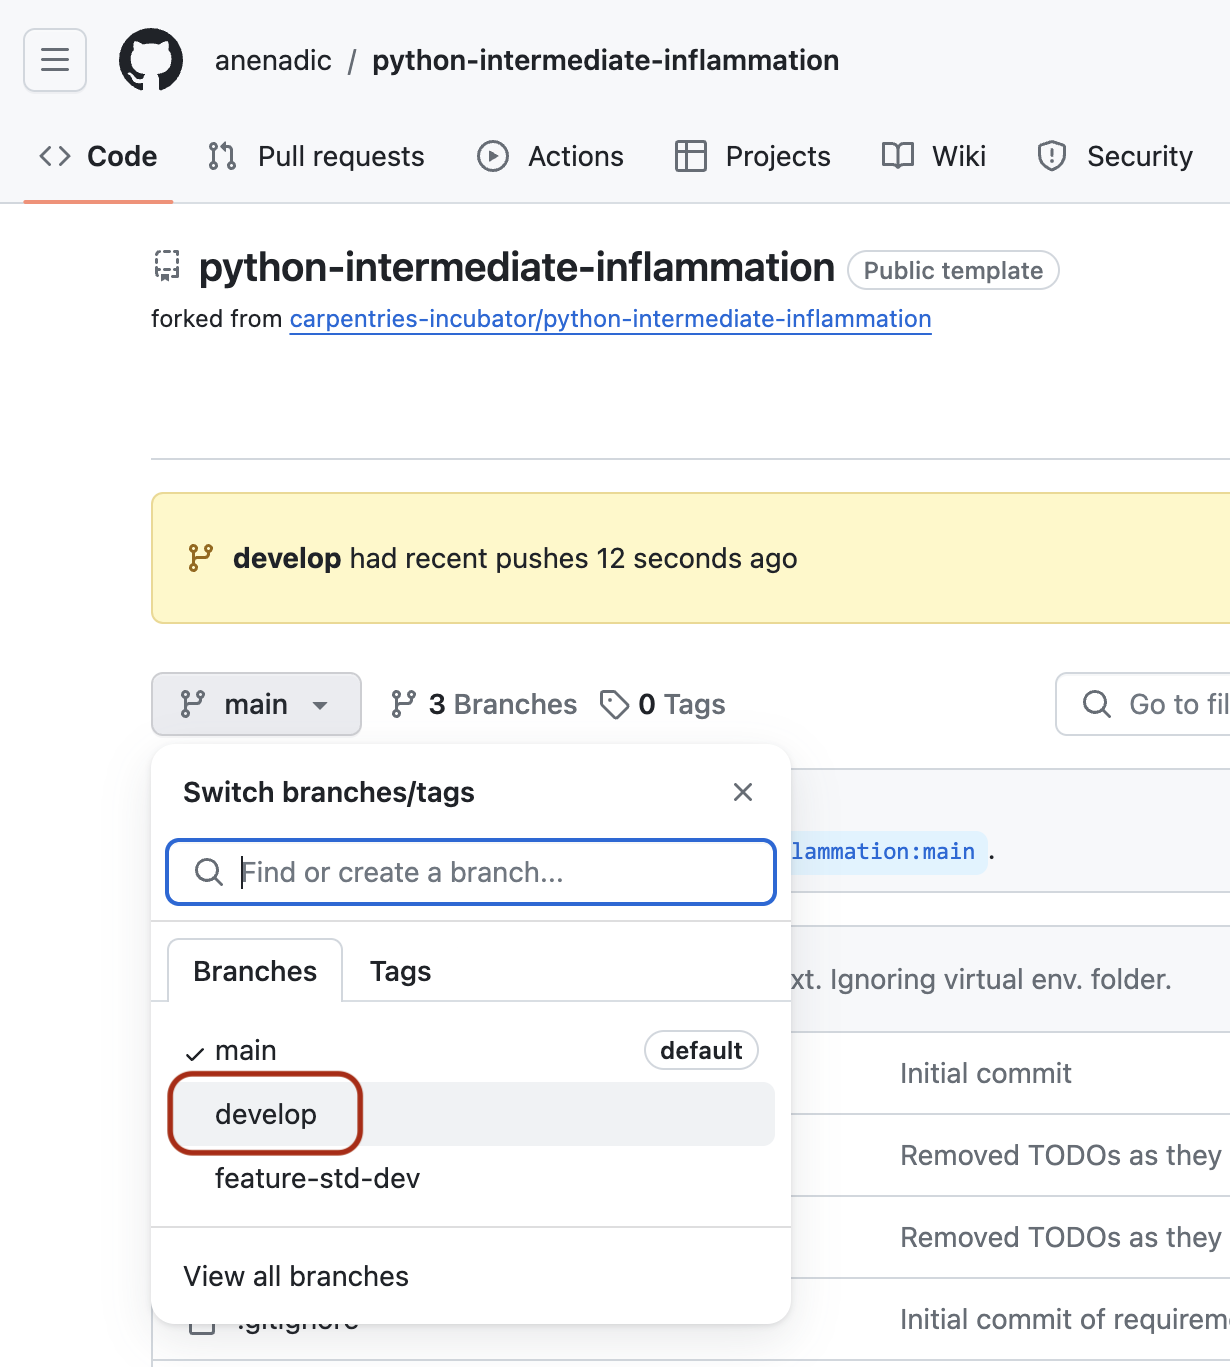 anenadic / python-intermediate-inflammation
Code Pull requests Actions Projects Wiki Security
python-intermediate-inflammation Public template
forked from carpentries-incubator/python-intermediate-inflammation
develop had recent pushes 12 seconds ago
main 3 Branches 0 Tags Go to fil
Switch branches/tags
lammation:main .
Find or create a branch...
Branches Tags
xt. Ignoring virtual env. folder.
main default
Initial commit
develop
Removed TODOs as they
feature-std-dev
Removed TODOs as they
View all branches
.gitignore Initial commit of requirem